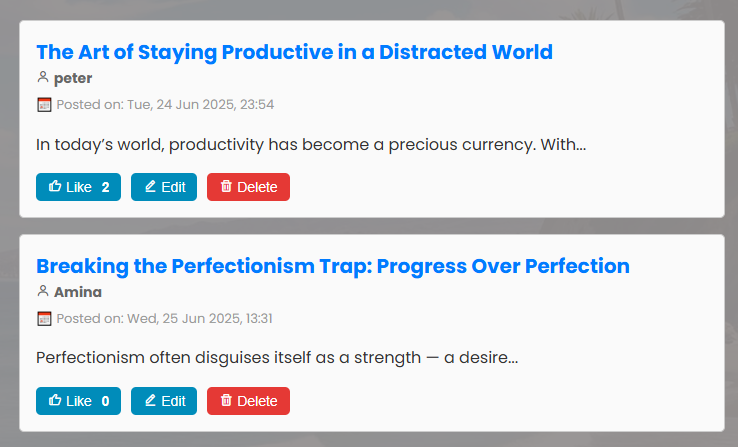 The Art of Staying Productive in a Distracted World
peter
Posted on: Tue, 24 Jun 2025, 23:54
In today’s world, productivity has become a precious currency. With...
Like 2 Edit Delete
Breaking the Perfectionism Trap: Progress Over Perfection
Amina
Posted on: Wed, 25 Jun 2025, 13:31
Perfectionism often disguises itself as a strength — a desire...
Like 0 Edit Delete